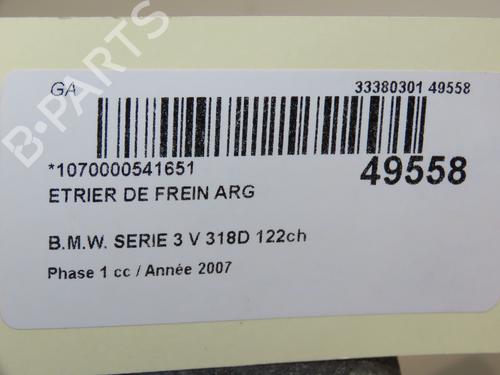 GA 33380301 49558
*1070000541651 49558
ETRIER DE FREIN ARG
B.M.W. SERIE 3 V 318D 122ch
Phase 1 cc / Année 2007
B-PARTS